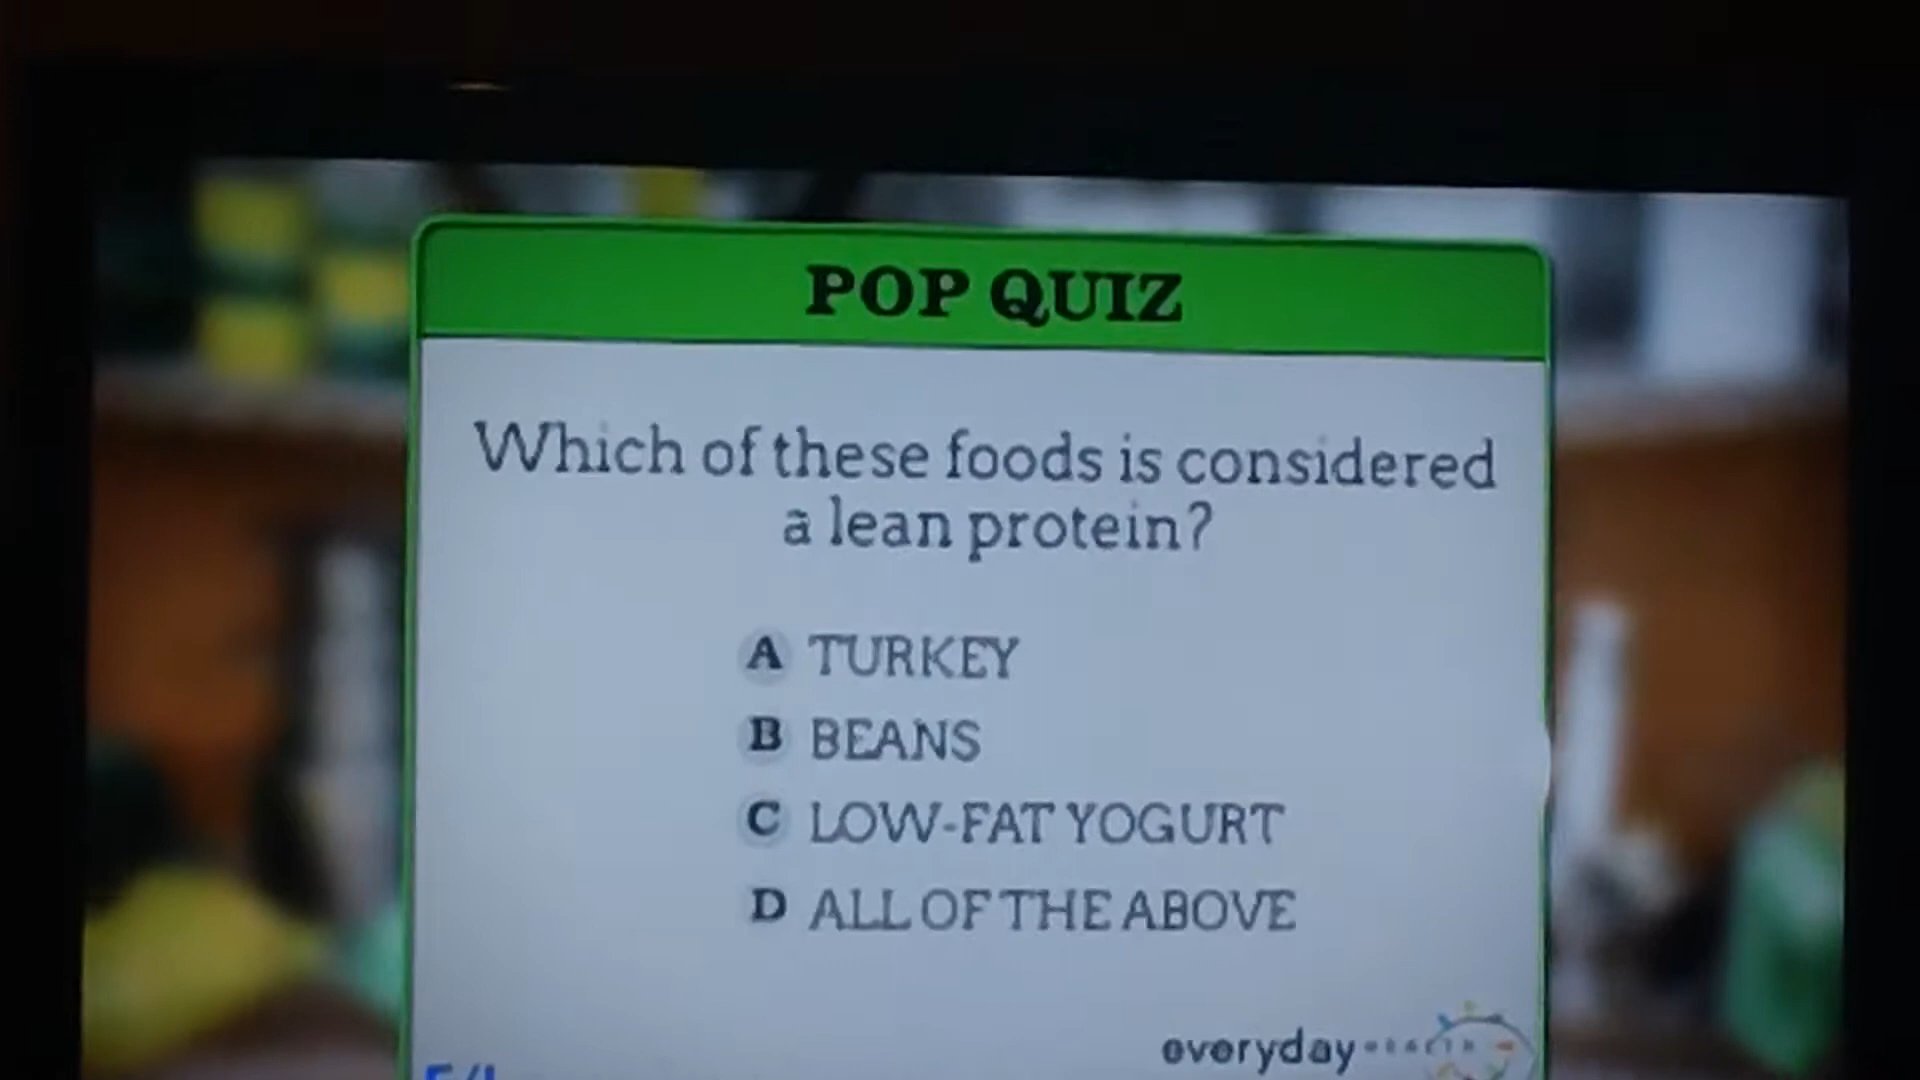 POP QUIZ
Which of these foods is considered
a lean protein?
A TURKEY
B BEANS
C LOW-FAT YOGURT
D ALL OF THE ABOVE
everyday